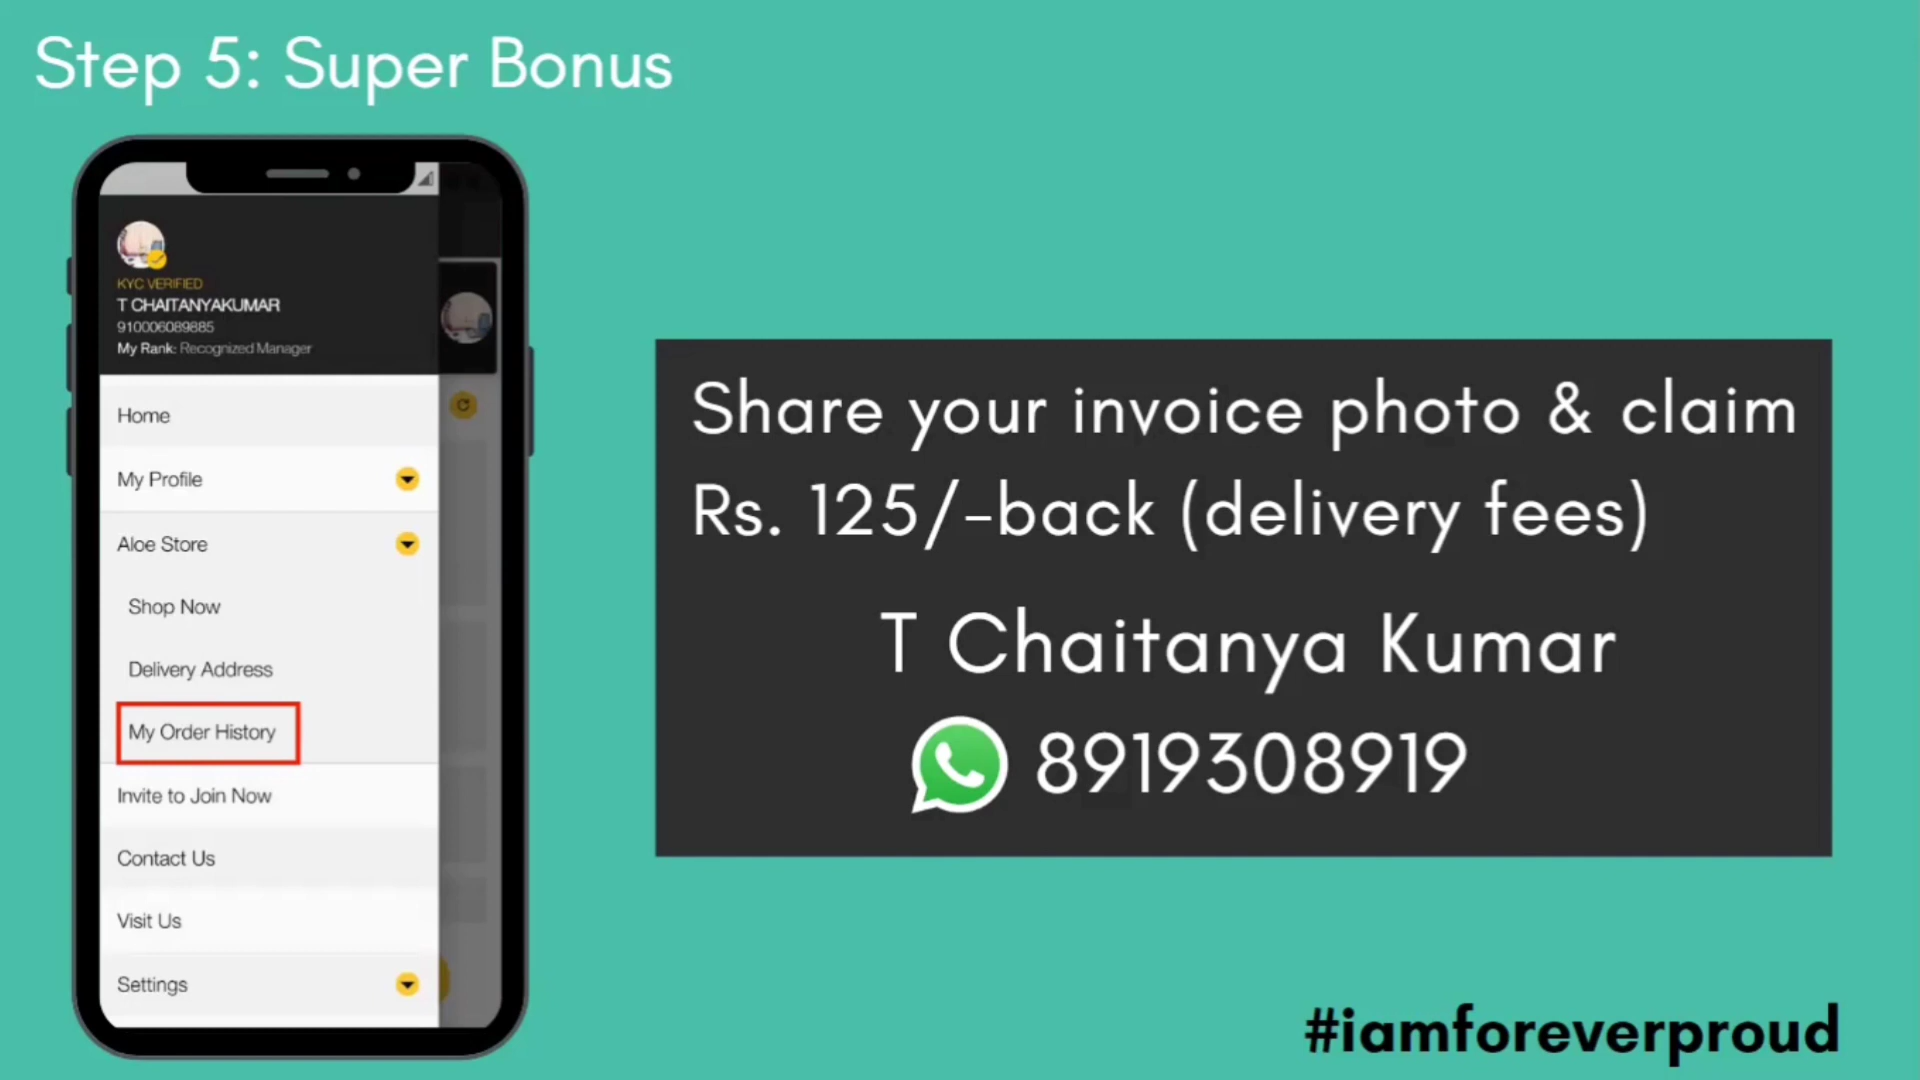 Step 5: Super Bonus
KYC VERIFIED
T CHAITANYAKUMAR
910006089885
My Rank: Recognized Manager
Home
My Profile
Aloe Store
Shop Now
Delivery Address
My Order History
Invite to Join Now
Contact Us
Visit Us
Settings
Share your invoice photo & claim
Rs. 125/-back (delivery fees)
T Chaitanya Kumar
8919308919
#iamforeverproud